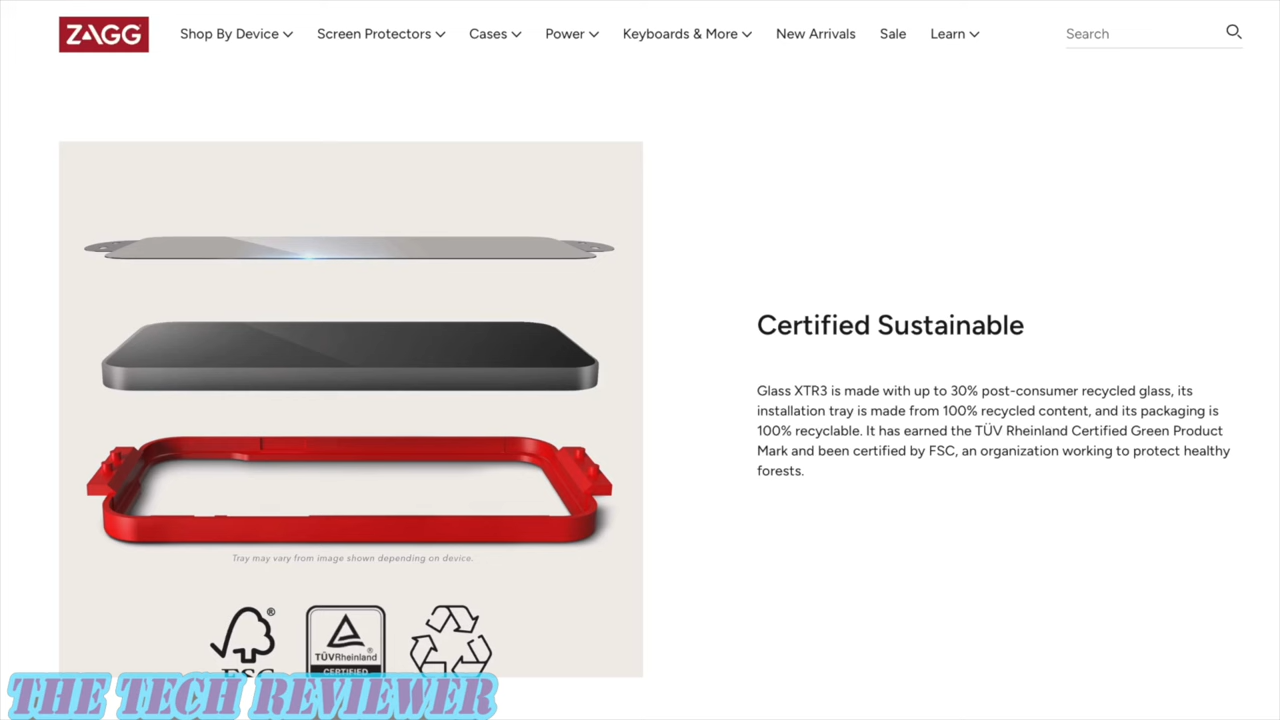 ZAGG
Shop By Device
Screen Protectors
Cases
Power
Keyboards & More
New Arrivals
Sale
Learn
Search
Certified Sustainable
Glass XTR3 is made with up to 30% post-consumer recycled glass, its
installation tray is made from 100% recycled content, and its packaging is
100% recyclable. It has earned the TÜV Rheinland Certified Green Product
Mark and been certified by FSC, an organization working to protect healthy
forests.
Tray may vary from image shown depending on device.
®
FSC
TÜVRheinland
®
CERTIFIED
THE TECH REVIEWER